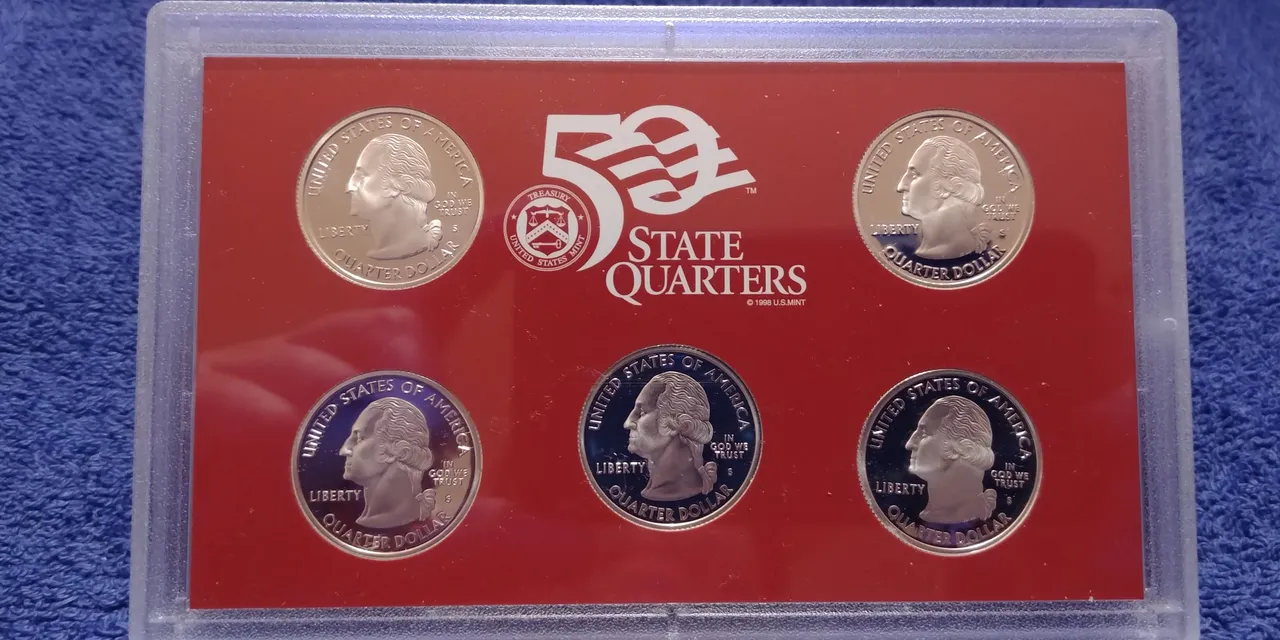 UNITED STATES OF AMERICA
LIBERTY
IN
GOD WE
TRUST
S
QUARTER DOLLAR
50
TM
TREASURY
UNITED STATES MINT
STATE
QUARTERS
© 1998 U.S. MINT
UNITED STATES OF AMERICA
LIBERTY
IN
GOD WE
TRUST
S
QUARTER DOLLAR
UNITED STATES OF AMERICA
LIBERTY
IN
GOD WE
TRUST
S
QUARTER DOLLAR
UNITED STATES OF AMERICA
LIBERTY
IN
GOD WE
TRUST
S
QUARTER DOLLAR
UNITED STATES OF AMERICA
LIBERTY
IN
GOD WE
TRUST
S
QUARTER DOLLAR